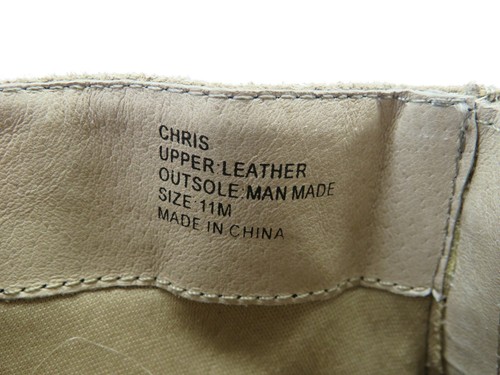 CHRIS
UPPER:LEATHER
OUTSOLE:MAN MADE
SIZE:11M
MADE IN CHINA